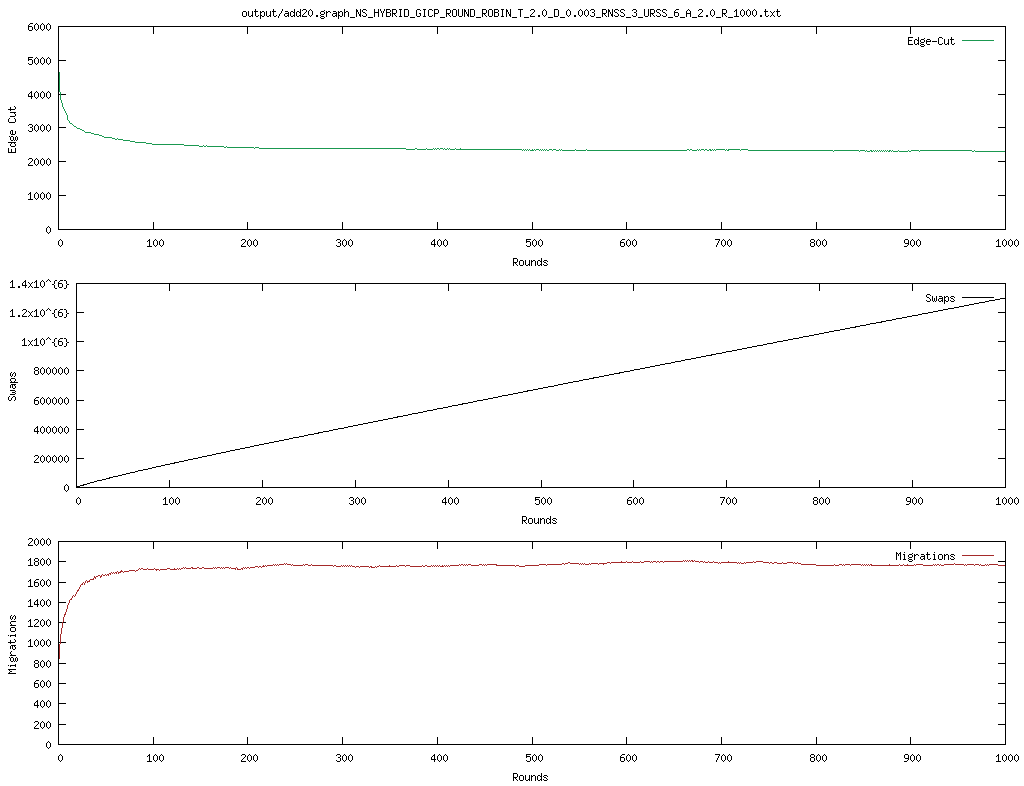 output/add20.graph_NS_HYBRID_GICP_ROUND_ROBIN_T_2.0_D_0.003_RNSS_3_URSS_6_A_2.0_R_1000.txt
6000
5000
4000
3000
2000
1000
0
Edge Cut
Edge-Cut
0 100 200 300 400 500 600 700 800 900 1000
Rounds
1.4x10^{6}
1.2x10^{6}
1x10^{6}
800000
600000
400000
200000
0
Swaps
Swaps
0 100 200 300 400 500 600 700 800 900 1000
Rounds
2000
1800
1600
1400
1200
1000
800
600
400
200
0
Migrations
Migrations
0 100 200 300 400 500 600 700 800 900 1000
Rounds